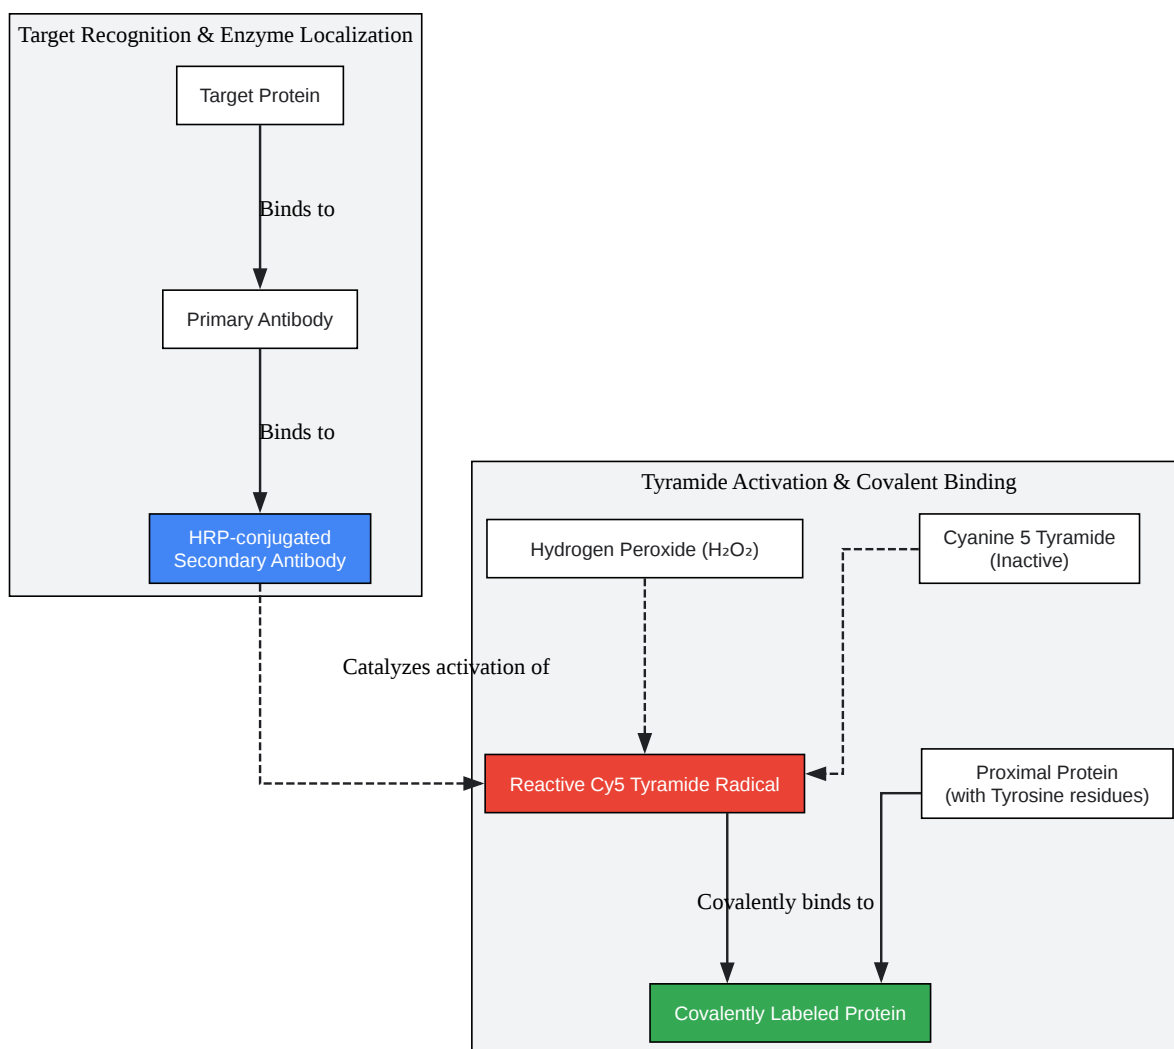 Target Recognition & Enzyme Localization
Target Protein
Binds to
Primary Antibody
Binds to
HRP-conjugated
Secondary Antibody
Tyramide Activation & Covalent Binding
Hydrogen Peroxide (H₂O₂)
Cyanine 5 Tyramide
(Inactive)
Catalyzes activation of
Reactive Cy5 Tyramide Radical
Proximal Protein
(with Tyrosine residues)
Covalently binds to
Covalently Labeled Protein